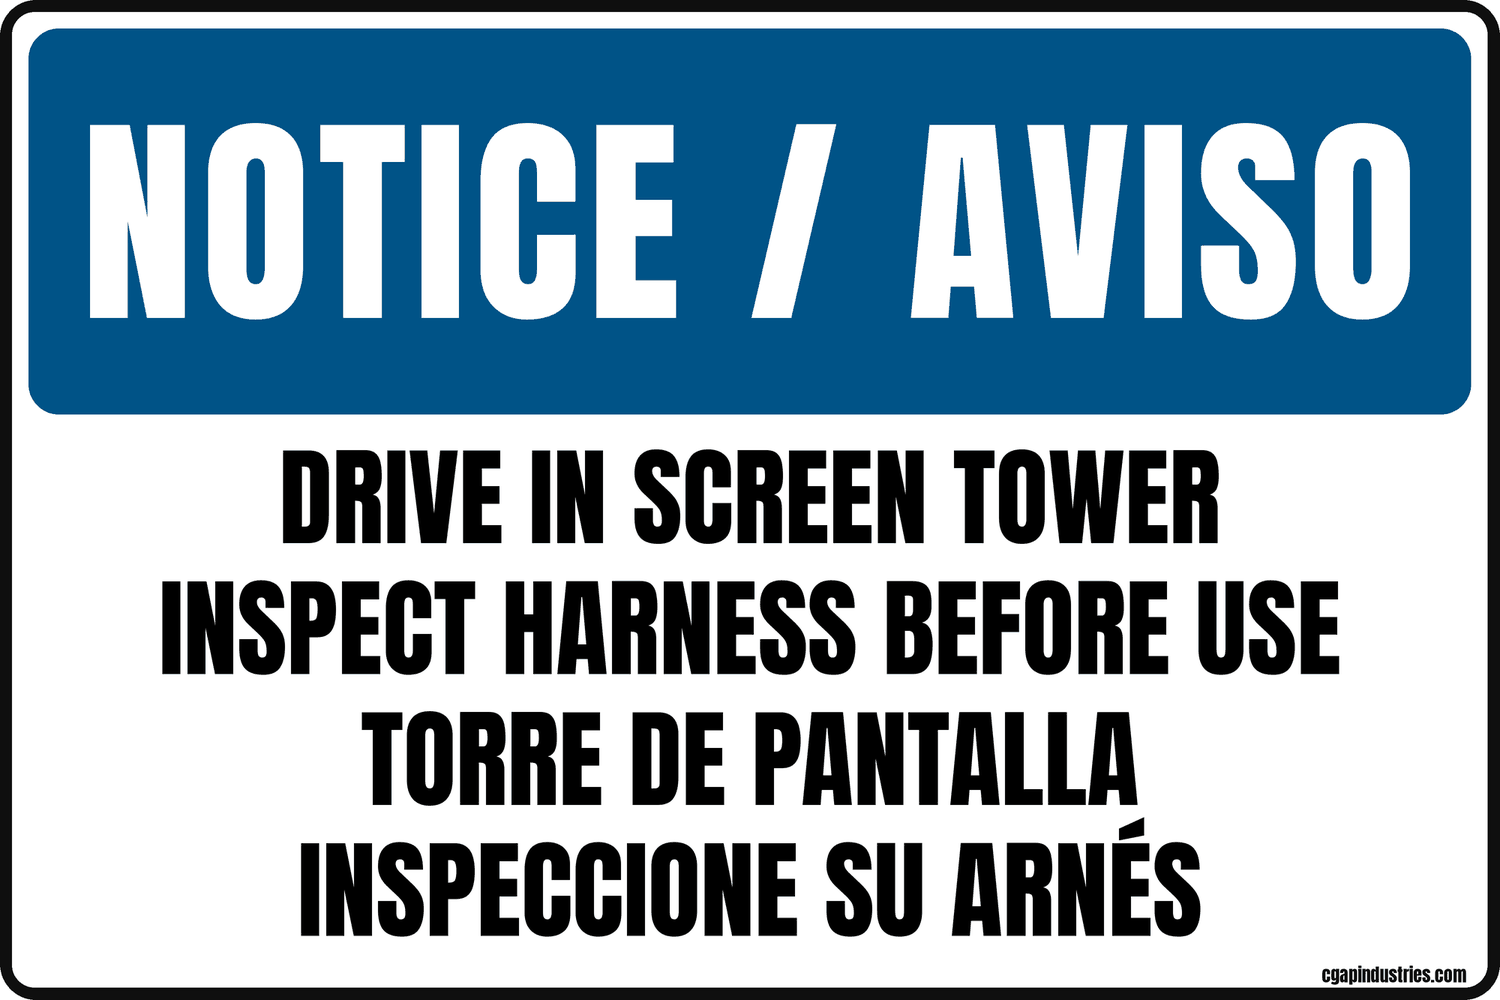 NOTICE / AVISO
DRIVE IN SCREEN TOWER
INSPECT HARNESS BEFORE USE
TORRE DE PANTALLA
INSPECCIONE SU ARNÉS
cgapindustries.com